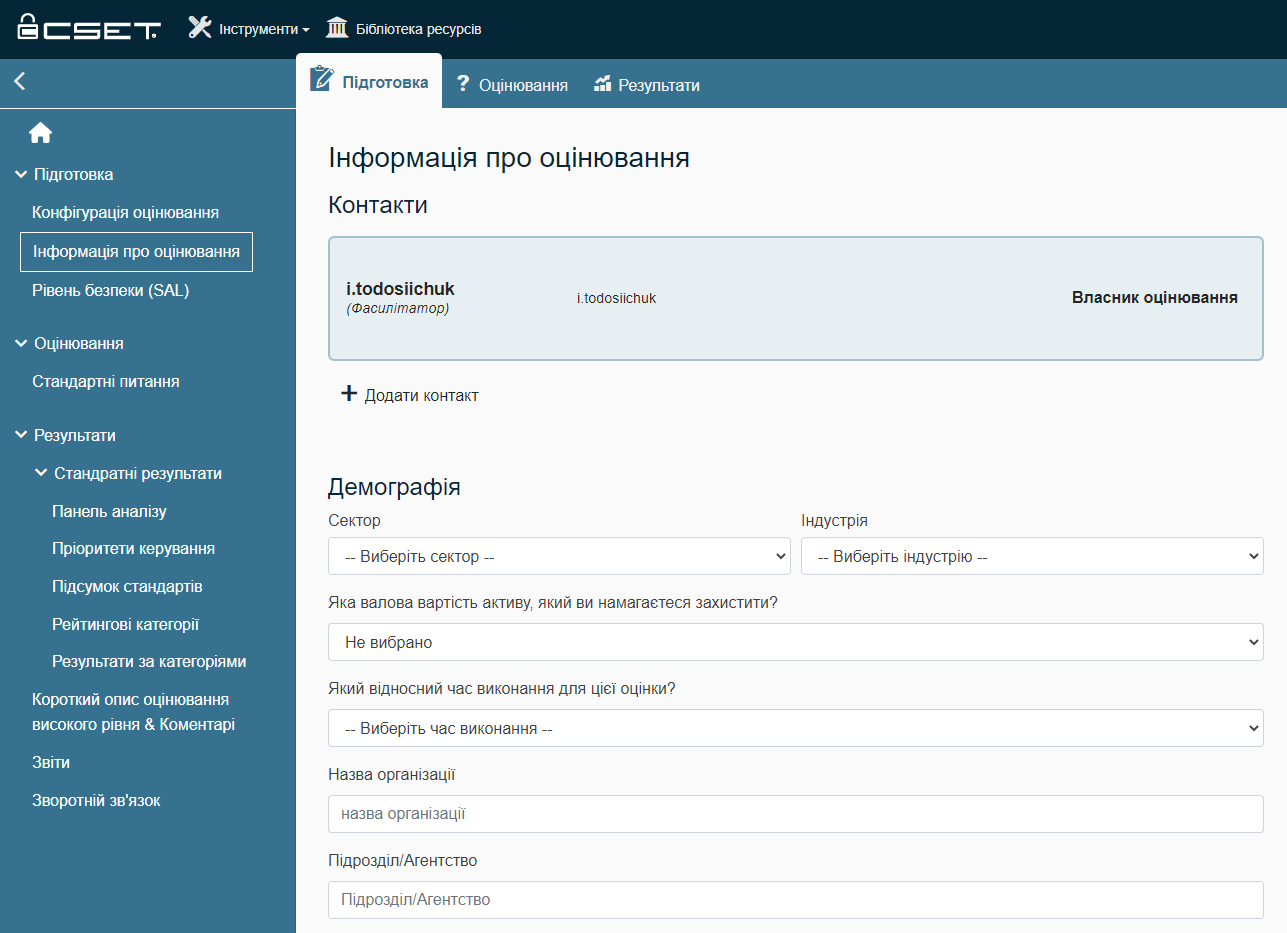 CSET
Інструменти
Бібліотека ресурсів
Підготовка
? Оцінювання
Результати
Підготовка
Конфігурація оцінювання
Інформація про оцінювання
Рівень безпеки (SAL)
Оцінювання
Стандартні питання
Результати
Стандратні результати
Панель аналізу
Пріоритети керування
Підсумок стандартів
Рейтингові категорії
Результати за категоріями
Короткий опис оцінювання
високого рівня & Коментарі
Звіти
Зворотній зв'язок
Інформація про оцінювання
Контакти
i.todosiichuk
(Фасилітатор)
i.todosiichuk
Власник оцінювання
+ Додати контакт
Демографія
Сектор
Індустрія
-- Виберіть сектор --
-- Виберіть індустрію --
Яка валова вартість активу, який ви намагаєтеся захистити?
Не вибрано
Який відносний час виконання для цієї оцінки?
-- Виберіть час виконання --
Назва організації
назва організації
Підрозділ/Агентство
Підрозділ/Агентство